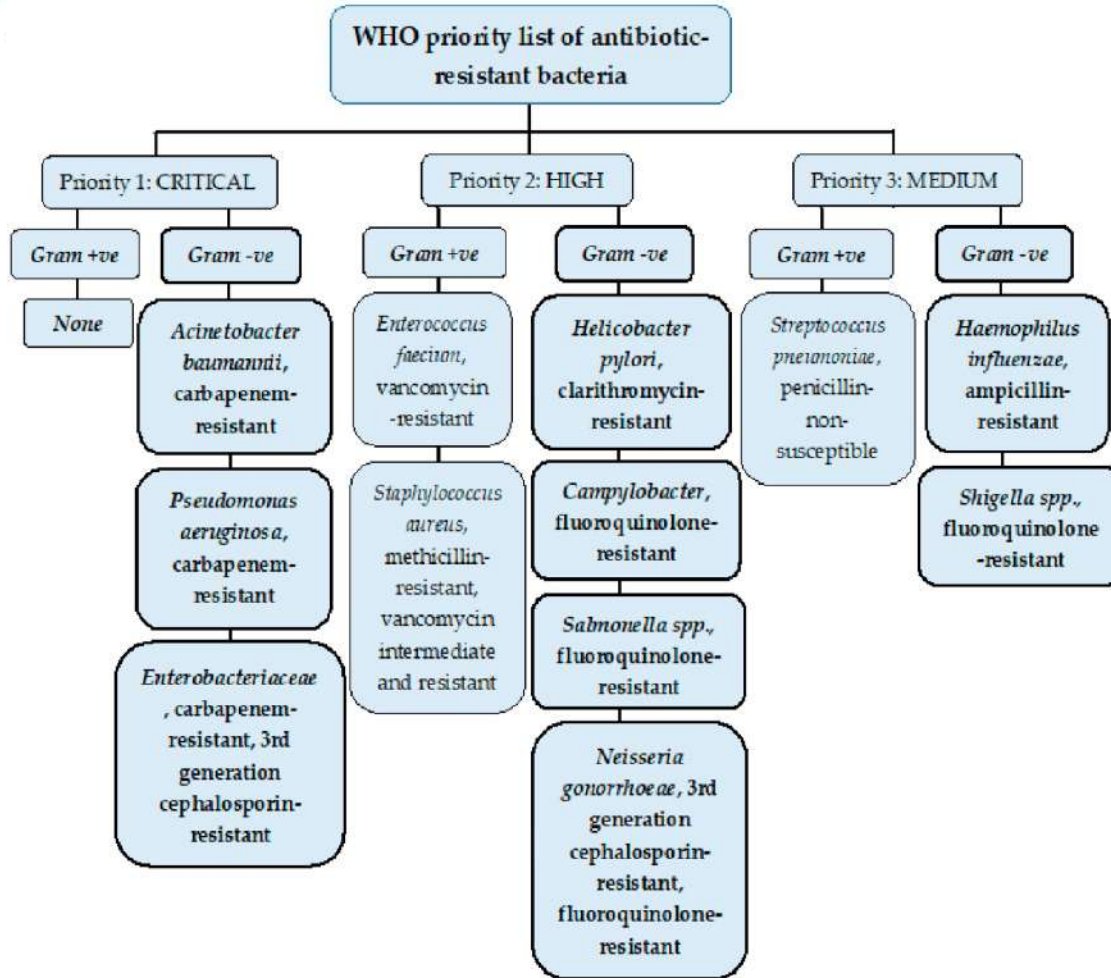 WHO priority list of antibiotic-
resistant bacteria
Priority 1: CRITICAL
Gram +ve
None
Gram -ve
Acinetobacter
baumannii,
carbapenem-
resistant
Pseudomonas
aeruginosa,
carbapenem-
resistant
Enterobacteriaceae
, carbapenem-
resistant, 3rd
generation
cephalosporin-
resistant
Priority 2: HIGH
Gram +ve
Enterococcus
faecium,
vancomycin
-resistant
Staphylococcus
aureus,
methicillin-
resistant,
vancomycin
intermediate
and resistant
Gram -ve
Helicobacter
pylori,
clarithromycin-
resistant
Campylobacter,
fluoroquinolone-
resistant
Salmonella spp.,
fluoroquinolone-
resistant
Neisseria
gonorrhoeae, 3rd
generation
cephalosporin-
resistant,
fluoroquinolone-
resistant
Priority 3: MEDIUM
Gram +ve
Streptococcus
pneumoniae,
penicillin-
non-
susceptible
Gram -ve
Haemophilus
influenzae,
ampicillin-
resistant
Shigella spp.,
fluoroquinolone
-resistant